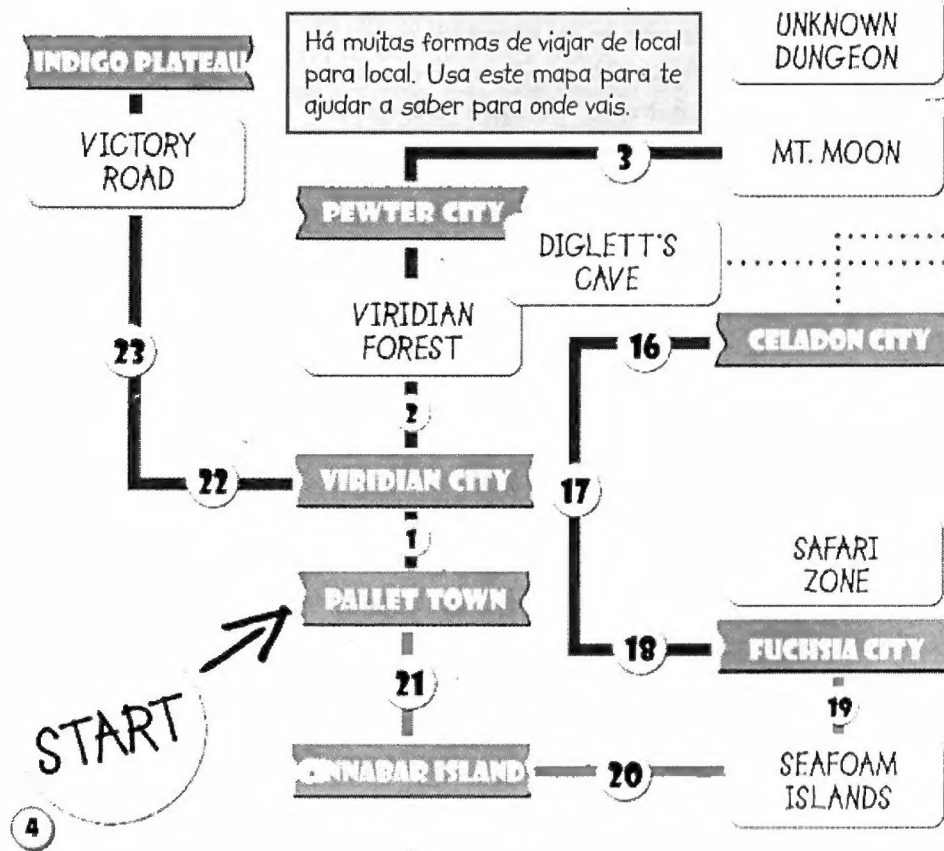 INDIGO PLATEAU
Há muitas formas de viajar de local
para local. Usa este mapa para te
ajudar a saber para onde vais.
UNKNOWN
DUNGEON
VICTORY
ROAD
3
MT. MOON
PEWTER CITY
DIGLETT'S
CAVE
VIRIDIAN
FOREST
23
16
CELADON CITY
2
22
VIRIDIAN CITY
17
1
SAFARI
ZONE
PALLET TOWN
18
FUCHSIA CITY
21
19
START
CINNABAR ISLAND
20
SEAFOAM
ISLANDS
4